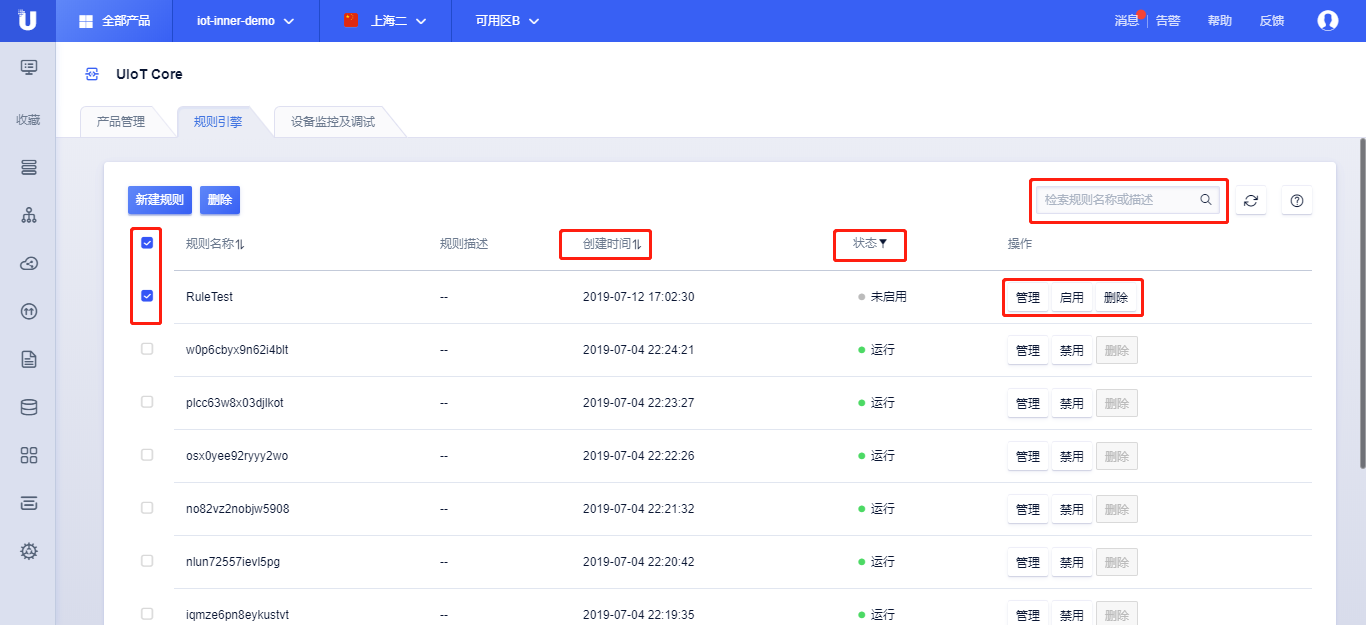 全部产品 iot-inner-demo 上海二 可用区B 消息 告警 帮助 反馈
UIoT Core
收藏
产品管理 规则引擎 设备监控及调试
新建规则 删除 检索规则名称或描述
规则名称 规则描述 创建时间 状态 操作
RuleTest -- 2019-07-12 17:02:30 未启用 管理 启用 删除
w0p6cbyx9n62i4blt -- 2019-07-04 22:24:21 运行 管理 禁用 删除
plcc63w8x03djlkot -- 2019-07-04 22:23:27 运行 管理 禁用 删除
osx0yee92ryyy2wo -- 2019-07-04 22:22:26 运行 管理 禁用 删除
no82vz2nobjw5908 -- 2019-07-04 22:21:32 运行 管理 禁用 删除
nlun72557ievl5pg -- 2019-07-04 22:20:42 运行 管理 禁用 删除
iqmze6pn8eykustvt -- 2019-07-04 22:19:35 运行 管理 禁用 删除